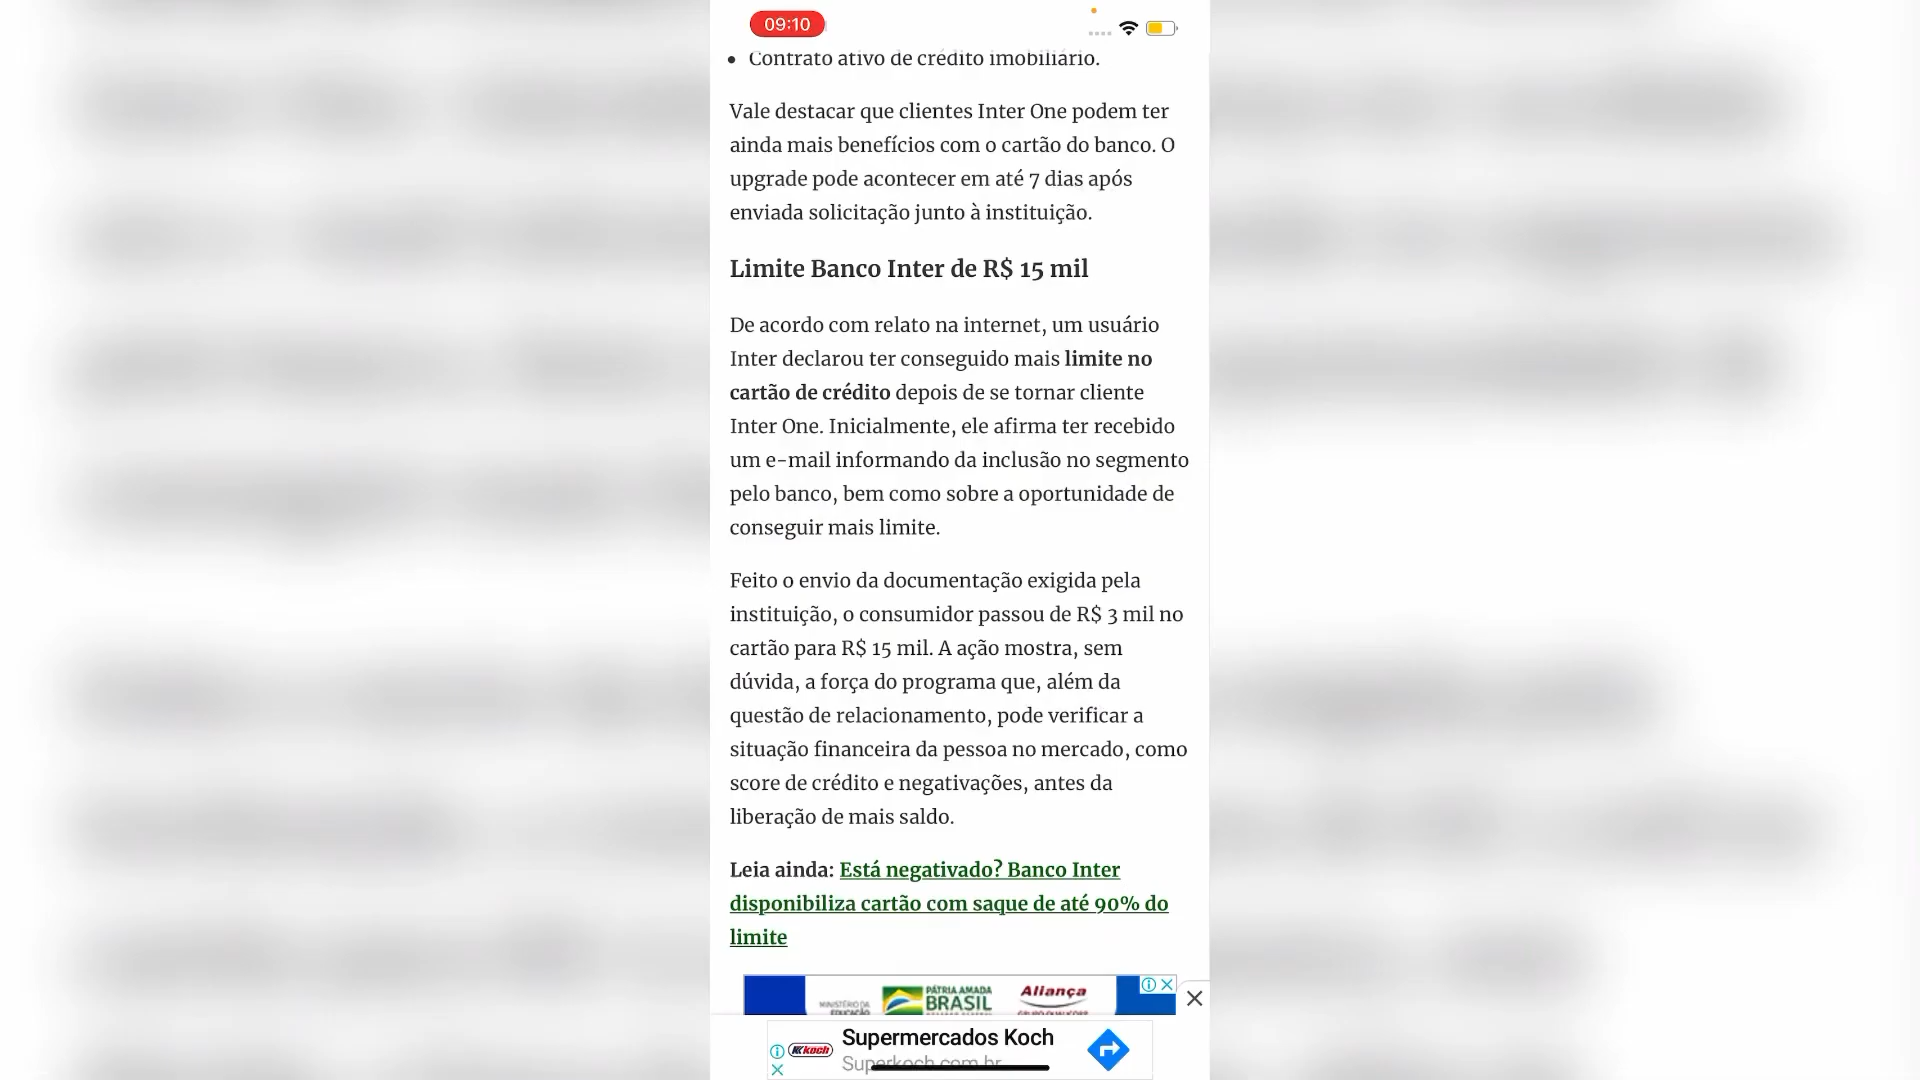 09:10
• Contrato ativo de crédito imobiliário.
Vale destacar que clientes Inter One podem ter
ainda mais benefícios com o cartão do banco. O
upgrade pode acontecer em até 7 dias após
enviada solicitação junto à instituição.
Limite Banco Inter de R$ 15 mil
De acordo com relato na internet, um usuário
Inter declarou ter conseguido mais limite no
cartão de crédito depois de se tornar cliente
Inter One. Inicialmente, ele afirma ter recebido
um e-mail informando da inclusão no segmento
pelo banco, bem como sobre a oportunidade de
conseguir mais limite.
Feito o envio da documentação exigida pela
instituição, o consumidor passou de R$ 3 mil no
cartão para R$ 15 mil. A ação mostra, sem
dúvida, a força do programa que, além da
questão de relacionamento, pode verificar a
situação financeira da pessoa no mercado, como
score de crédito e negativações, antes da
liberação de mais saldo.
Leia ainda: Está negativado? Banco Inter
disponibiliza cartão com saque de até 90% do
limite
MINISTÉRIO DA
EDUCAÇÃO
PÁTRIA AMADA
BRASIL
Aliança
Koch
Supermercados Koch
Superkoch.com.br